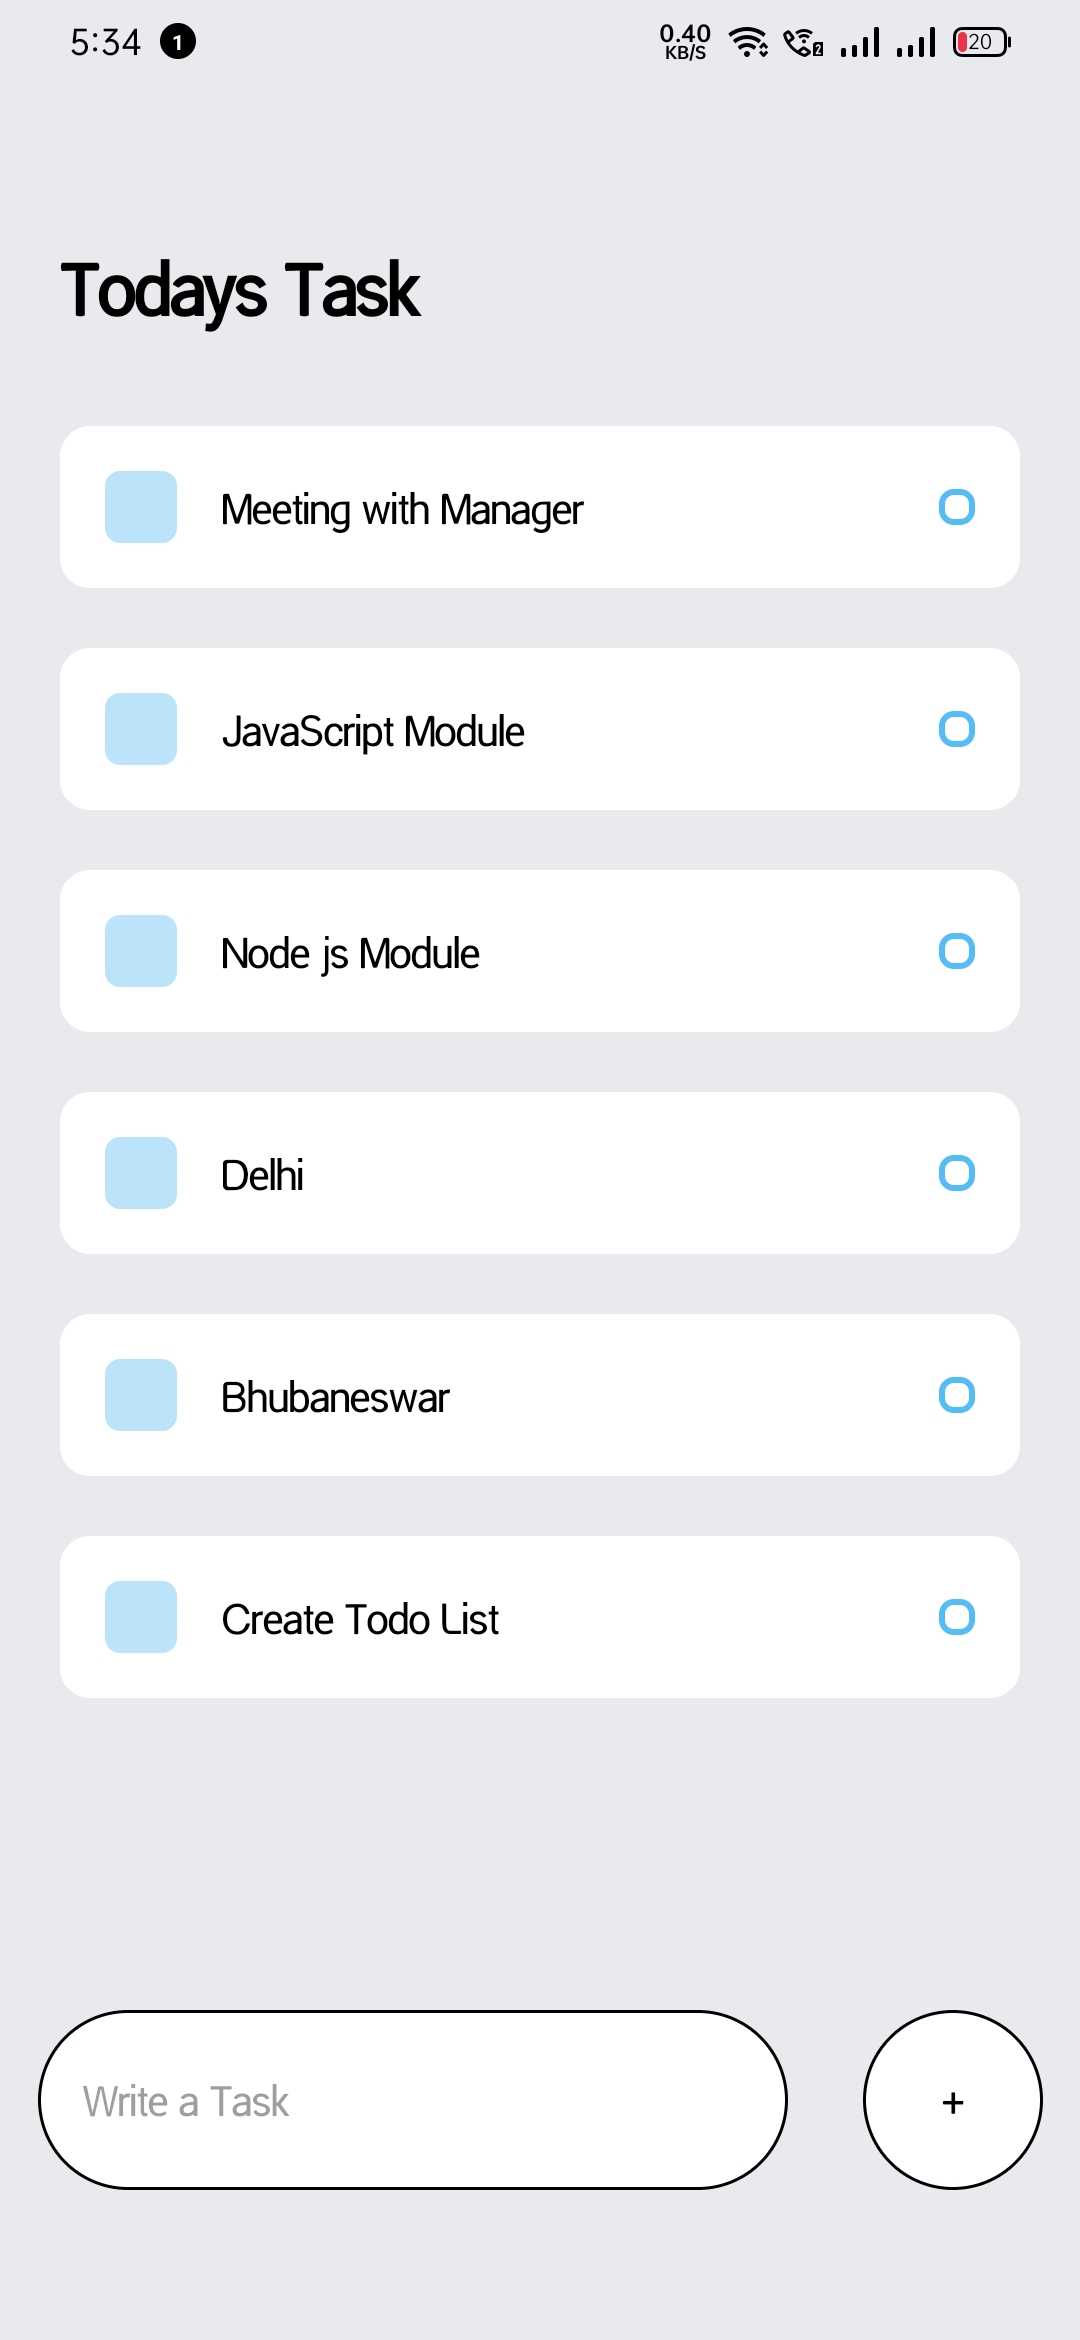 5:34 1 0.40 KB/S 2 20
Todays Task
Meeting with Manager
JavaScript Module
Node js Module
Delhi
Bhubaneswar
Create Todo List
Write a Task +